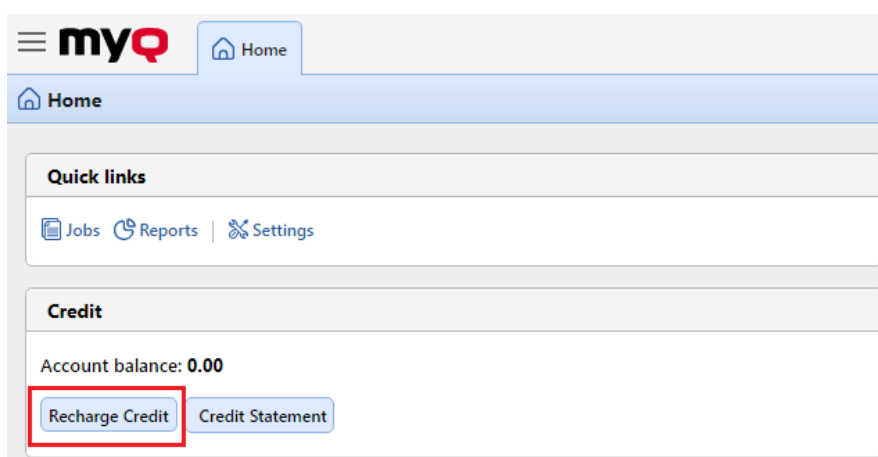 myQ Home
Home
Quick links
Jobs Reports | Settings
Credit
Account balance: 0.00
Recharge Credit Credit Statement